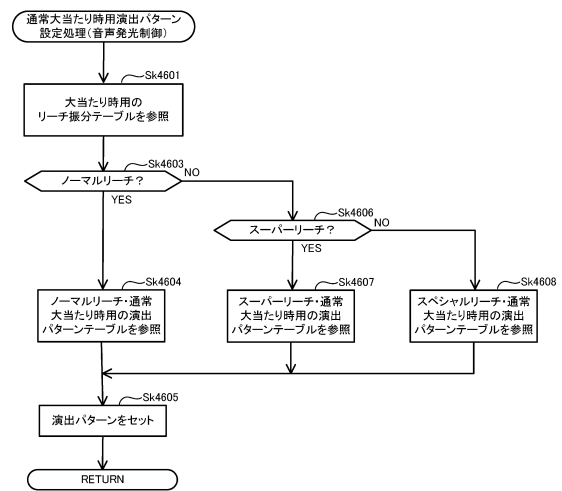 通常大当たり時用演出パターン
設定処理(音声発光制御)
Sk4601
大当たり時用の
リーチ振分テーブルを参照
Sk4603
ノーマルリーチ?
NO
YES
Sk4606
スーパーリーチ?
NO
YES
Sk4604
ノーマルリーチ・通常
大当たり時用の演出
パターンテーブルを参照
Sk4607
スーパーリーチ・通常
大当たり時用の演出
パターンテーブルを参照
Sk4608
スペシャルリーチ・通常
大当たり時用の演出
パターンテーブルを参照
Sk4605
演出パターンをセット
RETURN